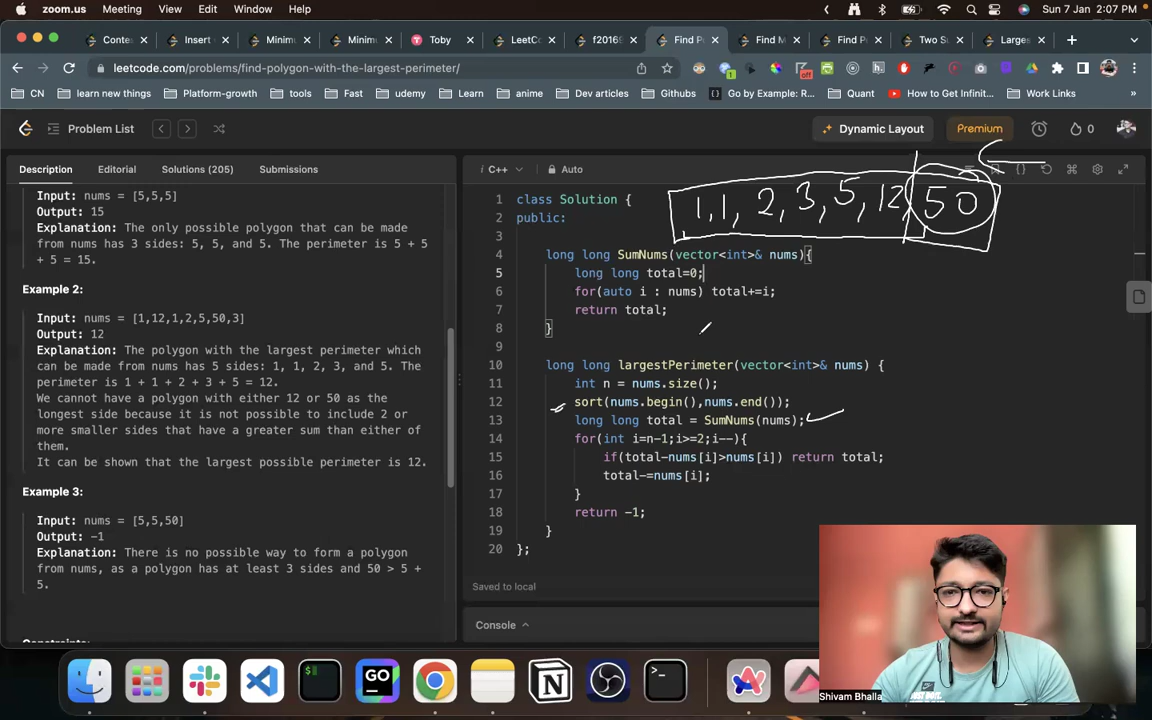 zoom.us Meeting View Edit Window Help Sun 7 Jan 2:07 PM
Contes Insert Minimu Minimu Toby LeetCo f20168 Find P Find M Find P Two Su Larges
leetcode.com/problems/find-polygon-with-the-largest-perimeter/
CN learn new things Platform-growth tools Fast udemy Learn anime Dev articles Githubs Go by Example: R... Quant How to Get Infinit... Work Links »
Problem List Dynamic Layout Premium 0
Description Editorial Solutions (205) Submissions
C++ Auto
Input: nums = [5,5,5]
Output: 15
Explanation: The only possible polygon that can be made
from nums has 3 sides: 5, 5, and 5. The perimeter is 5 + 5
+ 5 = 15.
Example 2:
Input: nums = [1,12,1,2,5,50,3]
Output: 12
Explanation: The polygon with the largest perimeter which
can be made from nums has 5 sides: 1, 1, 2, 3, and 5. The
perimeter is 1 + 1 + 2 + 3 + 5 = 12.
We cannot have a polygon with either 12 or 50 as the
longest side because it is not possible to include 2 or
more smaller sides that have a greater sum than either of
them.
It can be shown that the largest possible perimeter is 12.
Example 3:
Input: nums = [5,5,50]
Output: -1
Explanation: There is no possible way to form a polygon
from nums, as a polygon has at least 3 sides and 50 > 5 +
5.
1,1, 2, 3, 5, 12, 50
1 class Solution {
2 public:
3
4 long long SumNums(vector<int>& nums){
5 long long total=0;
6 for(auto i : nums) total+=i;
7 return total;
8 }
9
10 long long largestPerimeter(vector<int>& nums) {
11 int n = nums.size();
12 sort(nums.begin(),nums.end());
13 long long total = SumNums(nums);
14 for(int i=n-1;i>=2;i--){
15 if(total-nums[i]>nums[i]) return total;
16 total-=nums[i];
17 }
18 return -1;
19 }
20 };
Saved to local
Console
GO
Shivam Bhalla